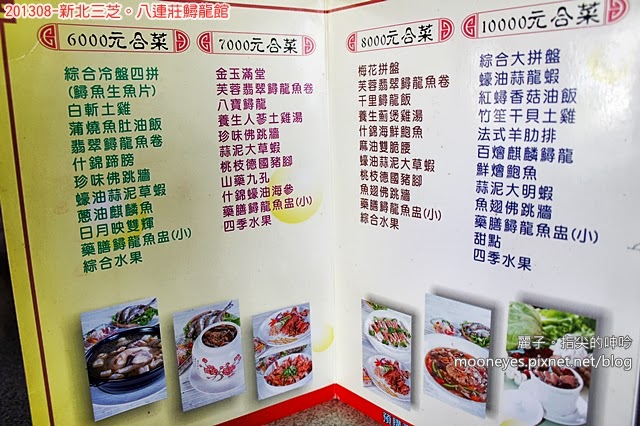 201308-新北三芝。八連莊鱘龍館
6000元合菜
綜合冷盤四拼
(鱘魚生魚片)
白斬土雞
蒲燒魚肚油飯
翡翠鱘龍魚卷
什錦蹄膀
珍味佛跳牆
蠔油蒜泥草蝦
蔥油麒麟魚
日月映雙輝
藥膳鱘龍魚盅(小)
綜合水果
7000元合菜
金玉滿堂
芙蓉翡翠鱘龍魚卷
八寶鱘龍
養生人蔘土雞湯
珍味佛跳牆
蒜泥大草蝦
桃枝德國豬腳
山藥九孔
什錦蠔油海參
藥膳鱘龍魚盅(小)
四季水果
8000元合菜
梅花拼盤
芙蓉翡翠鱘龍魚卷
千里鱘龍飯
養生薊煲雞湯
什錦海鮮鮑魚
麻油雙脆腰
蠔油蒜泥大草蝦
桃枝德國豬腳
魚翅佛跳牆
藥膳鱘龍魚盅(小)
綜合水果
10000元合菜
綜合大拼盤
蠔油蒜龍蝦
紅蟳香菇油飯
竹笙干貝土雞
法式羊肋排
百燴麒麟鱘龍
鮮燴鮑魚
蒜泥大明蝦
魚翅佛跳牆
藥膳鱘龍魚盅(小)
甜點
四季水果
麗子。指尖的呻吟
mooneyes.pixnet.net/blog